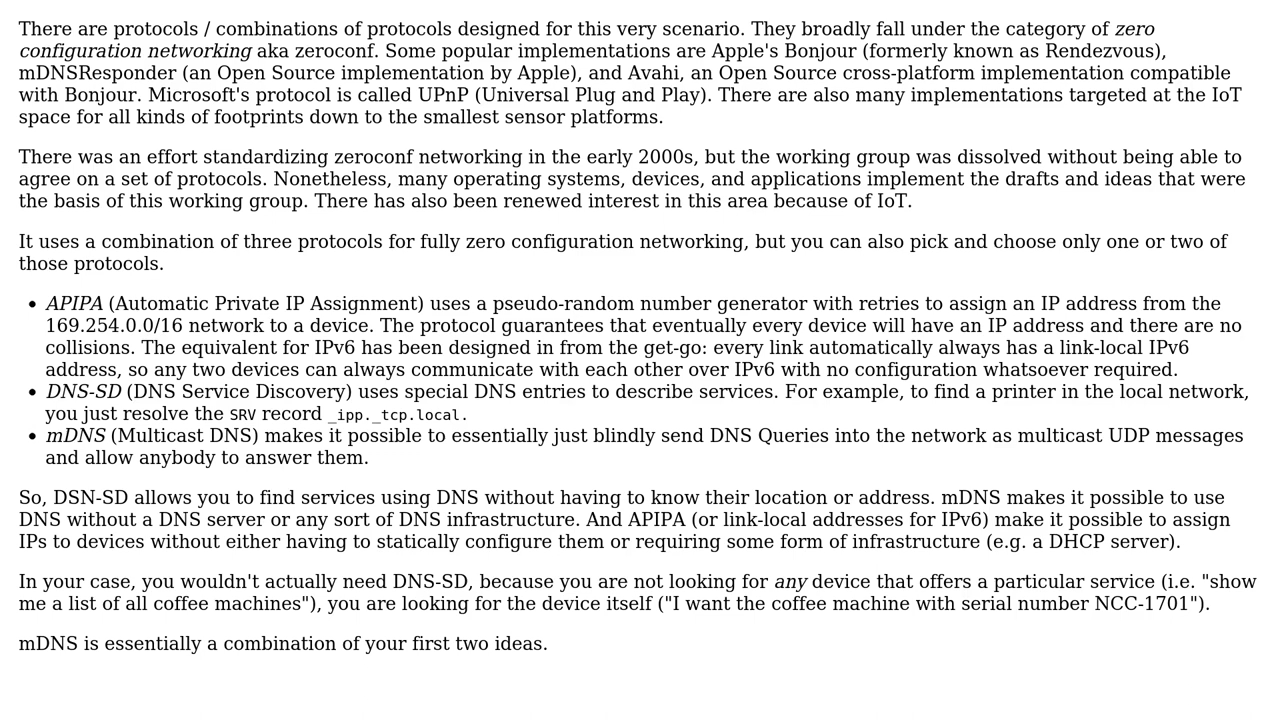 There are protocols / combinations of protocols designed for this very scenario. They broadly fall under the category of zero
configuration networking aka zeroconf. Some popular implementations are Apple's Bonjour (formerly known as Rendezvous),
mDNSResponder (an Open Source implementation by Apple), and Avahi, an Open Source cross-platform implementation compatible
with Bonjour. Microsoft's protocol is called UPnP (Universal Plug and Play). There are also many implementations targeted at the IoT
space for all kinds of footprints down to the smallest sensor platforms.
There was an effort standardizing zeroconf networking in the early 2000s, but the working group was dissolved without being able to
agree on a set of protocols. Nonetheless, many operating systems, devices, and applications implement the drafts and ideas that were
the basis of this working group. There has also been renewed interest in this area because of IoT.
It uses a combination of three protocols for fully zero configuration networking, but you can also pick and choose only one or two of
those protocols.
• APIPA (Automatic Private IP Assignment) uses a pseudo-random number generator with retries to assign an IP address from the
169.254.0.0/16 network to a device. The protocol guarantees that eventually every device will have an IP address and there are no
collisions. The equivalent for IPv6 has been designed in from the get-go: every link automatically always has a link-local IPv6
address, so any two devices can always communicate with each other over IPv6 with no configuration whatsoever required.
• DNS-SD (DNS Service Discovery) uses special DNS entries to describe services. For example, to find a printer in the local network,
you just resolve the SRV record _ipp._tcp.local.
• mDNS (Multicast DNS) makes it possible to essentially just blindly send DNS Queries into the network as multicast UDP messages
and allow anybody to answer them.
So, DSN-SD allows you to find services using DNS without having to know their location or address. mDNS makes it possible to use
DNS without a DNS server or any sort of DNS infrastructure. And APIPA (or link-local addresses for IPv6) make it possible to assign
IPs to devices without either having to statically configure them or requiring some form of infrastructure (e.g. a DHCP server).
In your case, you wouldn't actually need DNS-SD, because you are not looking for any device that offers a particular service (i.e. "show
me a list of all coffee machines"), you are looking for the device itself ("I want the coffee machine with serial number NCC-1701").
mDNS is essentially a combination of your first two ideas.